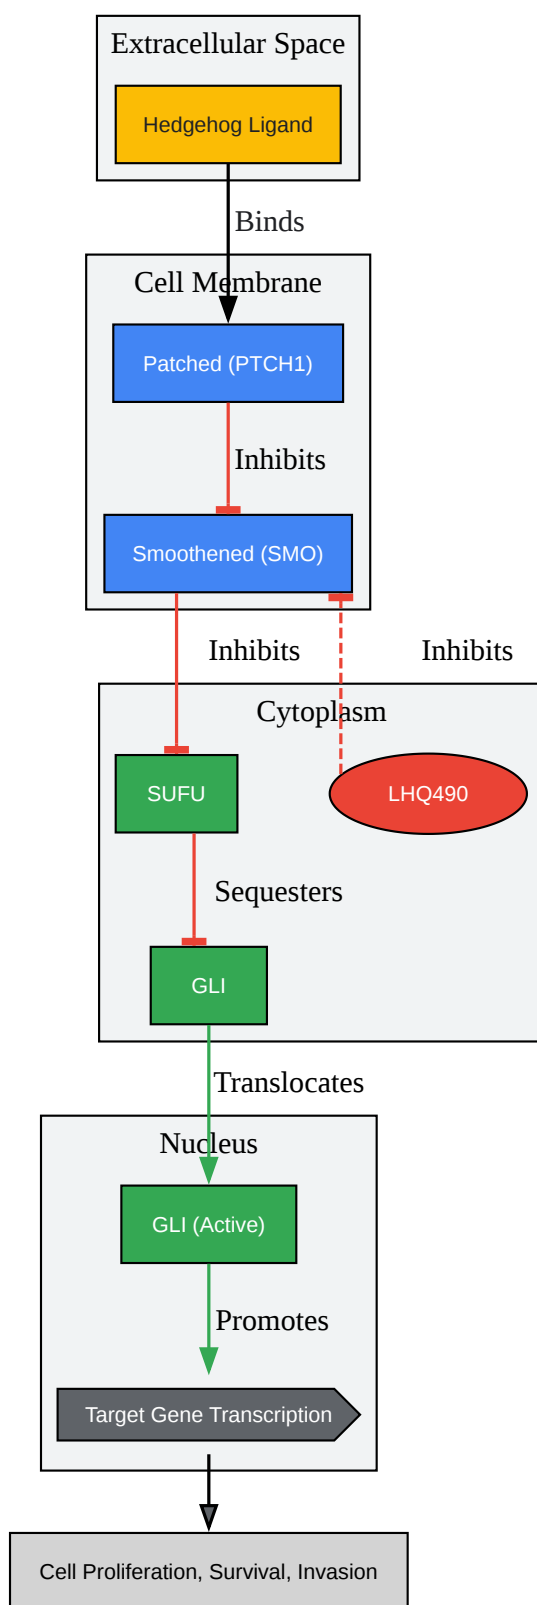 Extracellular Space
Hedgehog Ligand
Binds
Cell Membrane
Patched (PTCH1)
Inhibits
Smoothened (SMO)
Inhibits
Inhibits
Cytoplasm
SUFU
LHQ490
Sequesters
GLI
Translocates
Nucleus
GLI (Active)
Promotes
Target Gene Transcription
Cell Proliferation, Survival, Invasion